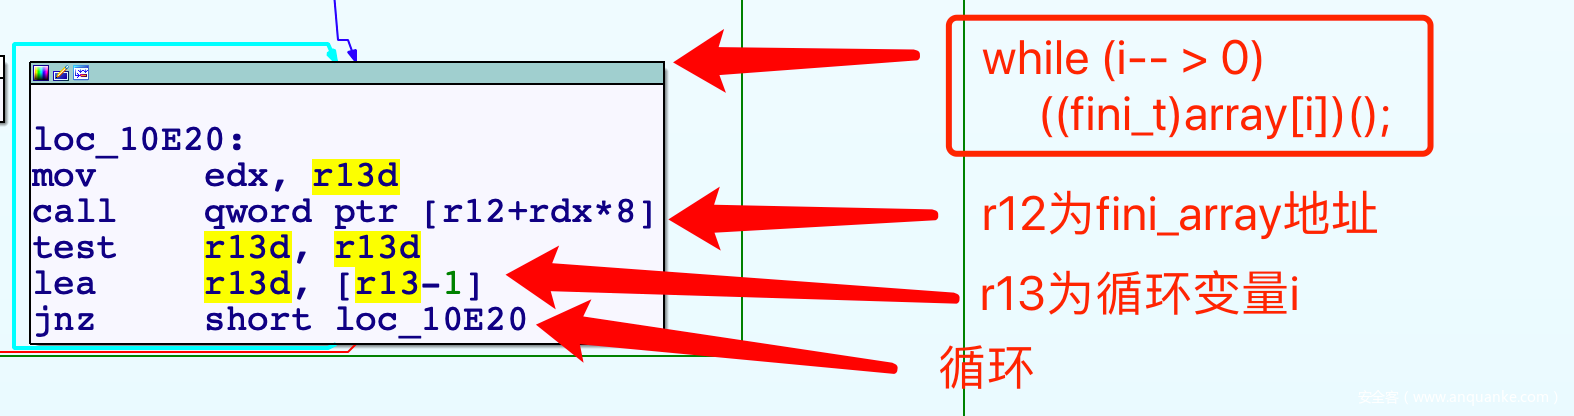 while (i-- > 0)
((fini_t)array[i])();
loc_10E20:
mov edx, r13d
call qword ptr [r12+rdx*8]
test r13d, r13d
lea r13d, [r13-1]
jnz short loc_10E20
r12为fini_array地址
r13为循环变量i
循环
安全客 ( www.anquanke.com )